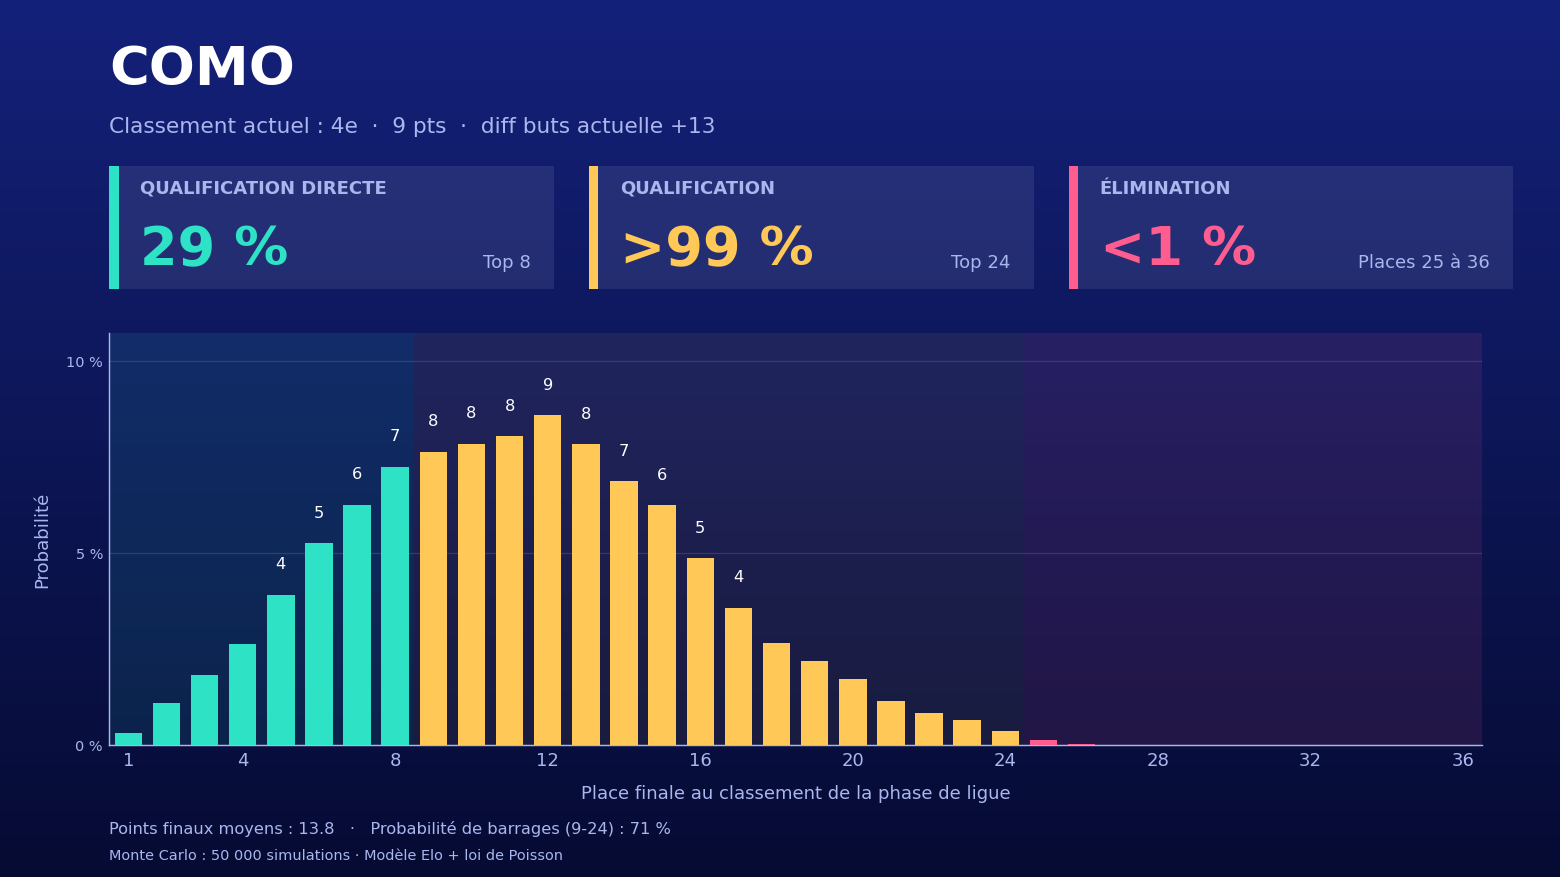 COMO
Classement actuel : 4e · 9 pts · diff buts actuelle +13
QUALIFICATION DIRECTE
29 %
Top 8
QUALIFICATION
>99 %
Top 24
ÉLIMINATION
<1 %
Places 25 à 36
Probabilité
10 %
5 %
0 %
4
5
6
7
8
8
8
9
8
7
6
5
4
1 4 8 12 16 20 24 28 32 36
Place finale au classement de la phase de ligue
Points finaux moyens : 13.8 · Probabilité de barrages (9-24) : 71 %
Monte Carlo : 50 000 simulations · Modèle Elo + loi de Poisson